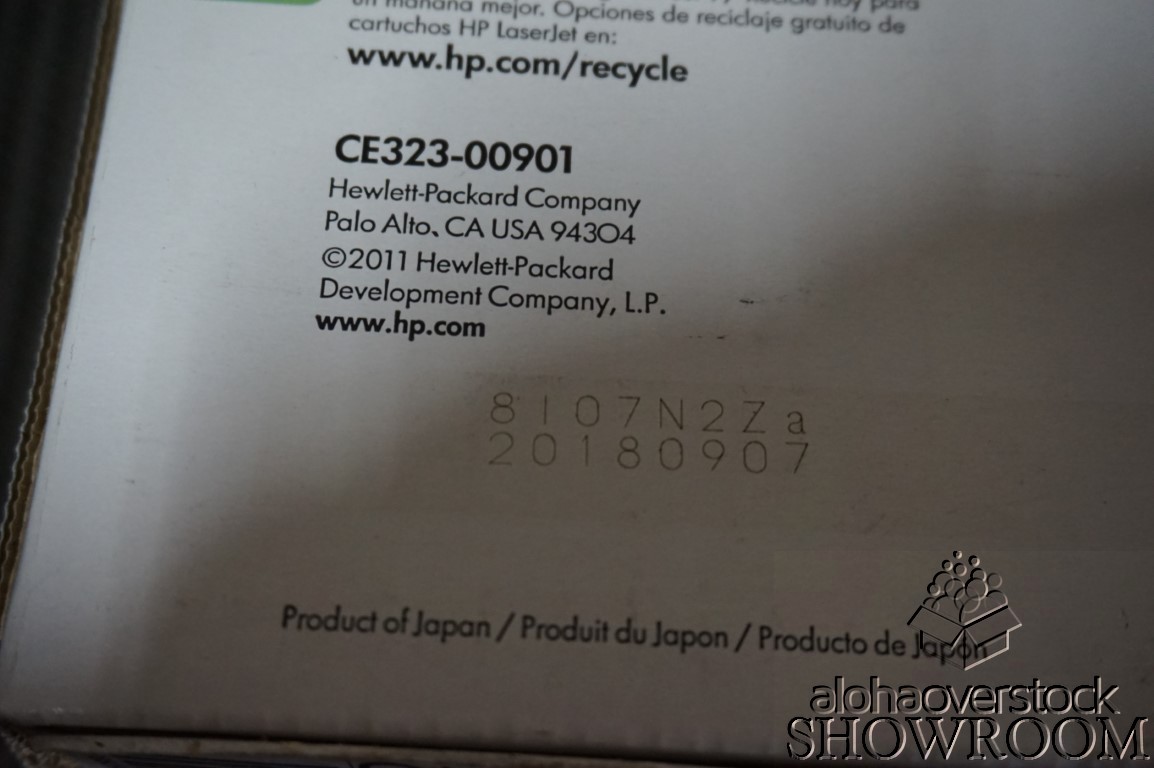 un mañana mejor. Opciones de reciclaje gratuito de
cartuchos HP LaserJet en:
www.hp.com/recycle
CE323-00901
Hewlett-Packard Company
Palo Alto, CA USA 94304
©2011 Hewlett-Packard
Development Company, L.P.
www.hp.com
8107N2Za
20180907
Product of Japan / Produit du Japon / Producto de Japón
alohaoverstock
SHOWROOM